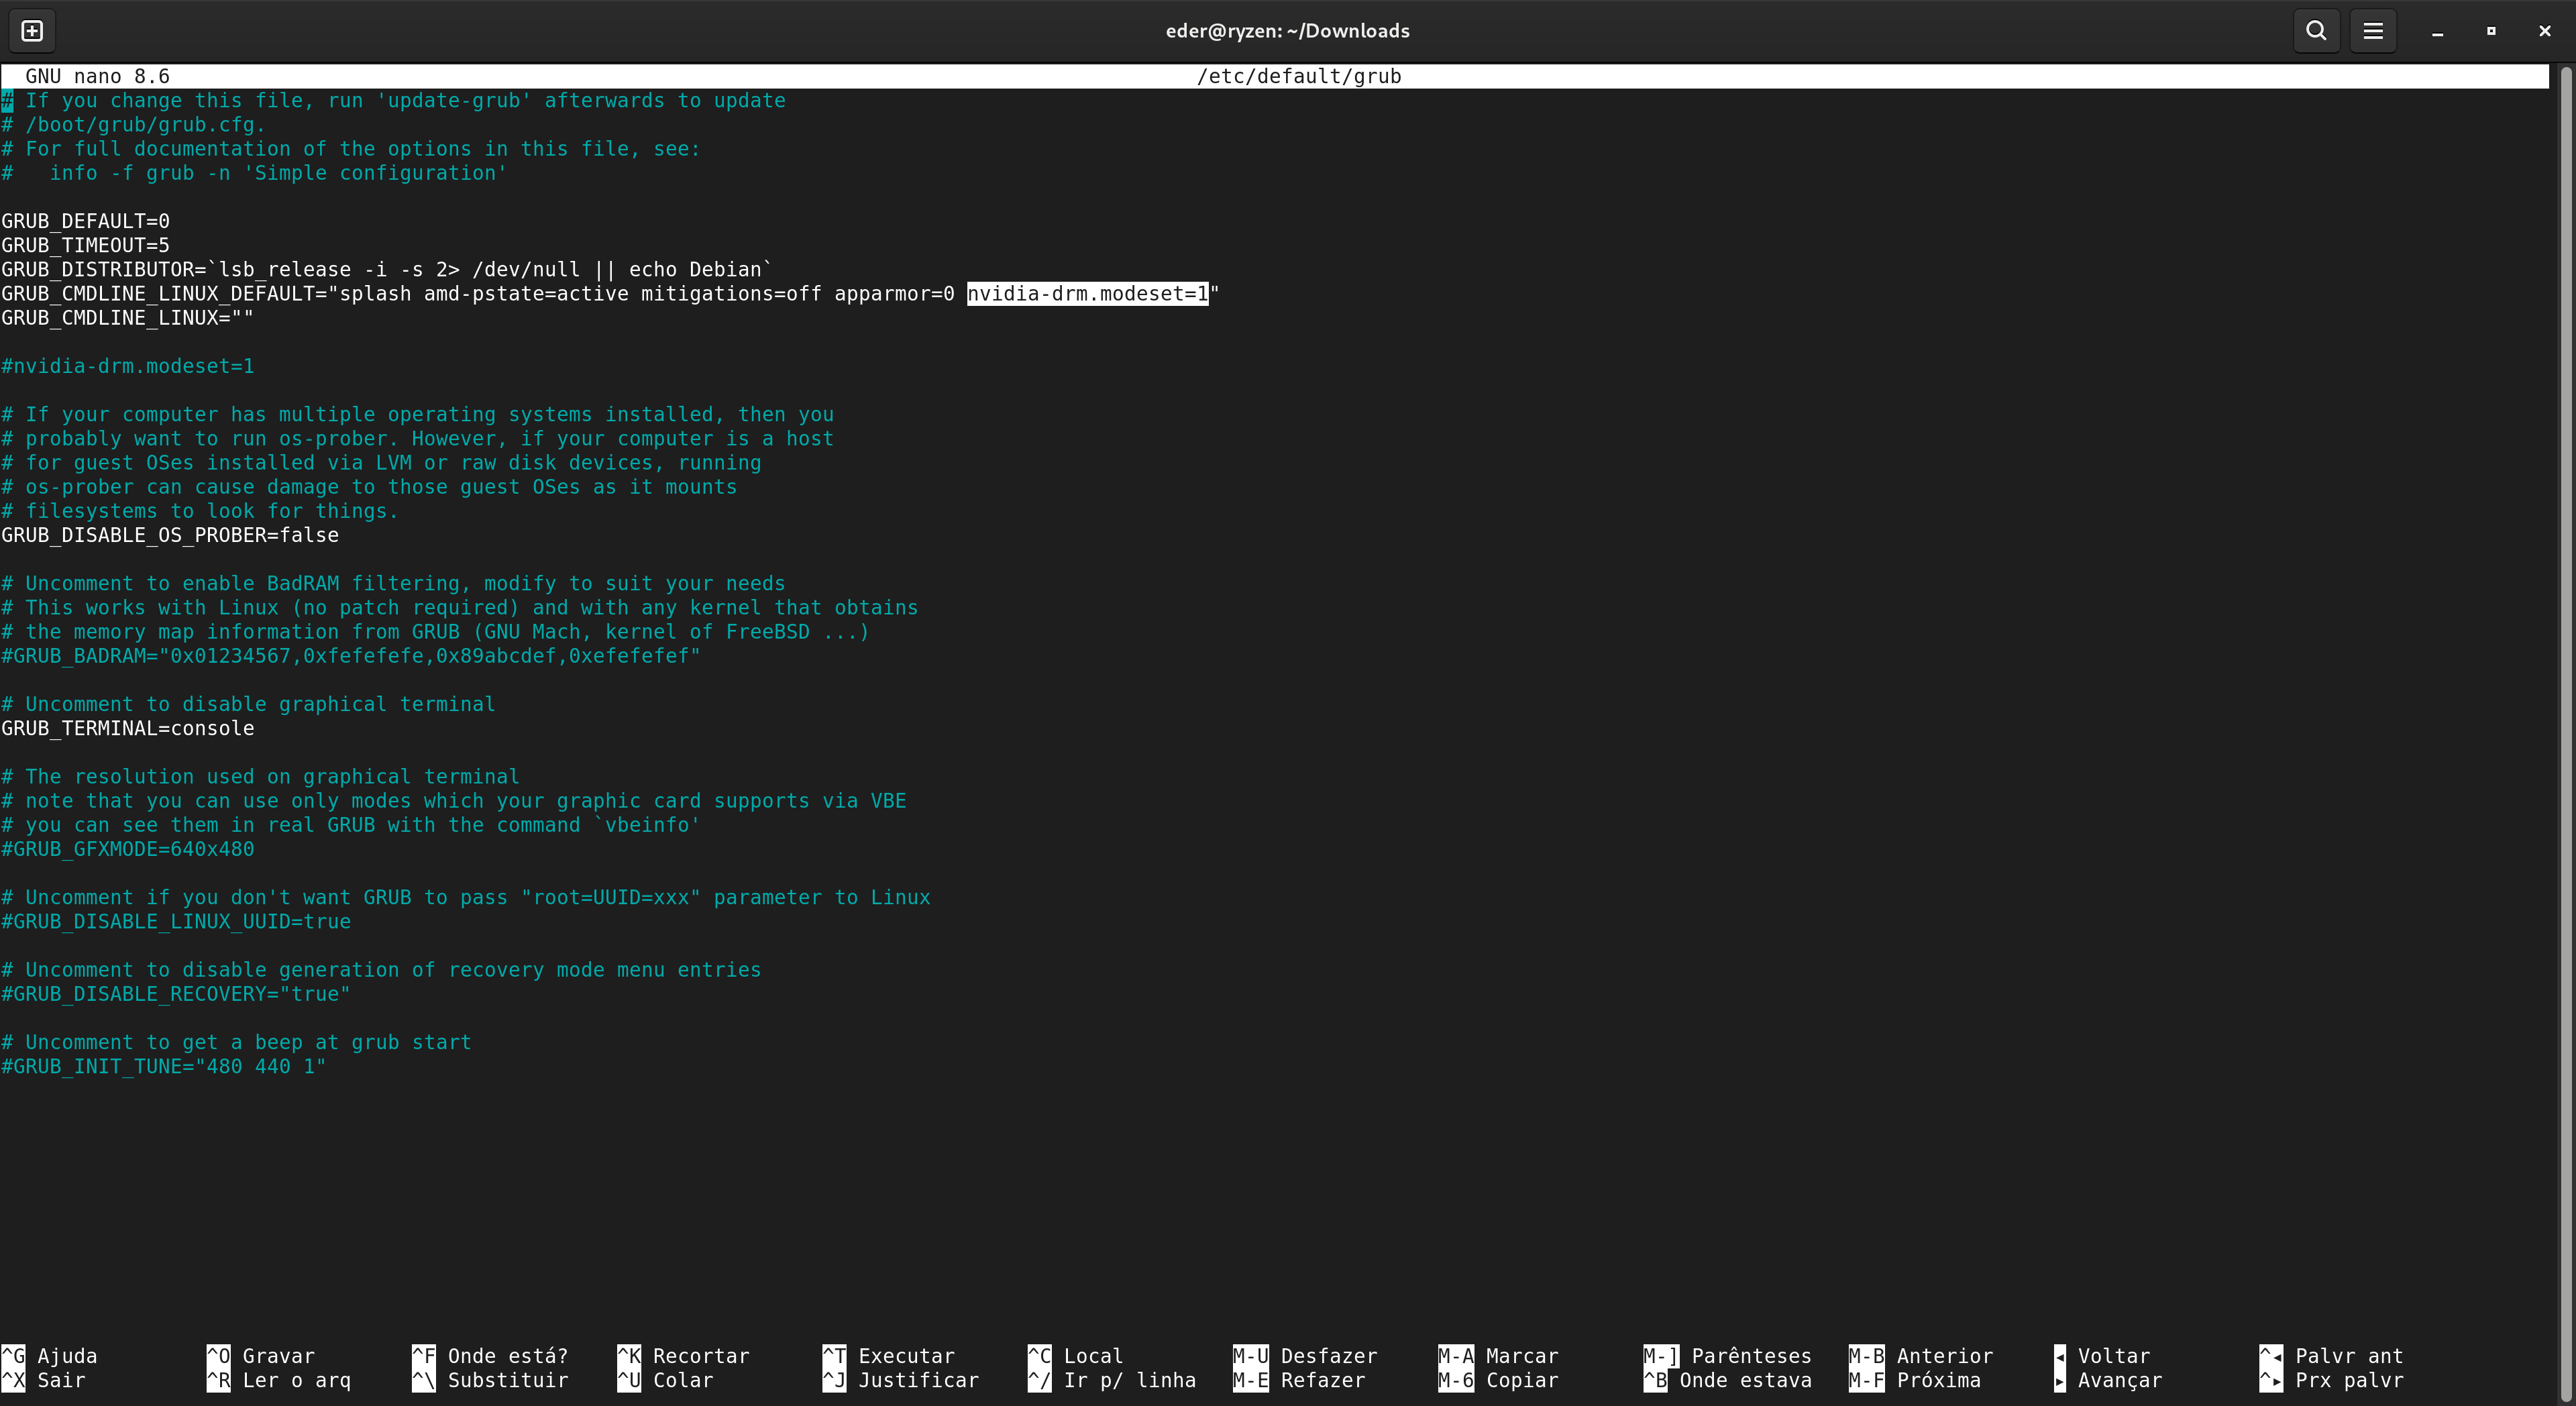 eder@ryzen: ~/Downloads
GNU nano 8.6 /etc/default/grub
# If you change this file, run 'update-grub' afterwards to update
# /boot/grub/grub.cfg.
# For full documentation of the options in this file, see:
#   info -f grub -n 'Simple configuration'
GRUB_DEFAULT=0
GRUB_TIMEOUT=5
GRUB_DISTRIBUTOR=`lsb_release -i -s 2> /dev/null || echo Debian`
GRUB_CMDLINE_LINUX_DEFAULT="splash amd-pstate=active mitigations=off apparmor=0 nvidia-drm.modeset=1"
GRUB_CMDLINE_LINUX=""
#nvidia-drm.modeset=1
# If your computer has multiple operating systems installed, then you
# probably want to run os-prober. However, if your computer is a host
# for guest OSes installed via LVM or raw disk devices, running
# os-prober can cause damage to those guest OSes as it mounts
# filesystems to look for things.
GRUB_DISABLE_OS_PROBER=false
# Uncomment to enable BadRAM filtering, modify to suit your needs
# This works with Linux (no patch required) and with any kernel that obtains
# the memory map information from GRUB (GNU Mach, kernel of FreeBSD ...)
#GRUB_BADRAM="0x01234567,0xfefefefe,0x89abcdef,0xefefefef"
# Uncomment to disable graphical terminal
GRUB_TERMINAL=console
# The resolution used on graphical terminal
# note that you can use only modes which your graphic card supports via VBE
# you can see them in real GRUB with the command `vbeinfo'
#GRUB_GFXMODE=640x480
# Uncomment if you don't want GRUB to pass "root=UUID=xxx" parameter to Linux
#GRUB_DISABLE_LINUX_UUID=true
# Uncomment to disable generation of recovery mode menu entries
#GRUB_DISABLE_RECOVERY="true"
# Uncomment to get a beep at grub start
#GRUB_INIT_TUNE="480 440 1"
^G Ajuda ^O Gravar ^F Onde está? ^K Recortar ^T Executar ^C Local M-U Desfazer M-A Marcar M-] Parênteses M-B Anterior ◂ Voltar ^◂ Palvr ant
^X Sair ^R Ler o arq ^\ Substituir ^U Colar ^J Justificar ^/ Ir p/ linha M-E Refazer M-6 Copiar ^B Onde estava M-F Próxima ▸ Avançar ^▸ Prx palvr